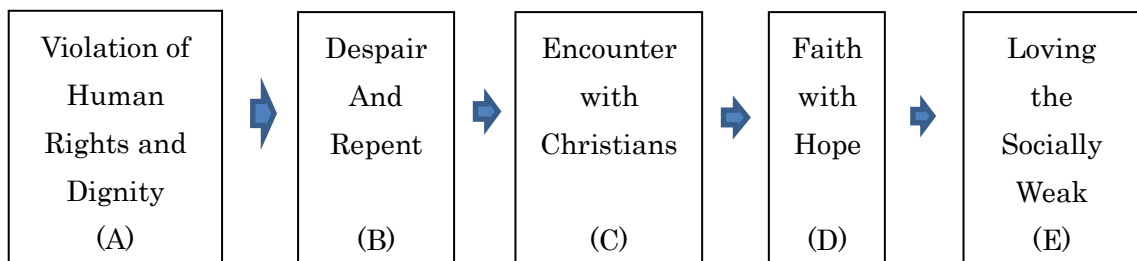 Violation of
Human
Rights and
Dignity
(A)
Despair
And
Repent
(B)
Encounter
with
Christians
(C)
Faith
with
Hope
(D)
Loving
the
Socially
Weak
(E)